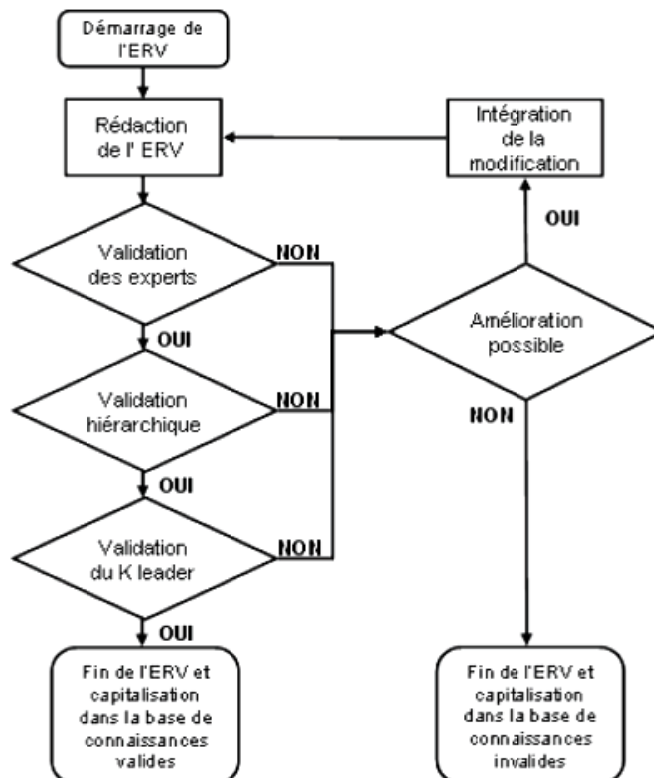 Démarrage de
l'ERV
Rédaction
de l' ERV
Intégration
de la
modification
OUI
Validation
des experts
NON
Amélioration
possible
OUI
Validation
hiérarchique
NON
NON
OUI
Validation
du K leader
NON
OUI
Fin de l'ERV et
capitalisation
dans la base de
connaissances
valides
Fin de l'ERV et
capitalisation
dans la base de
connaissances
invalides